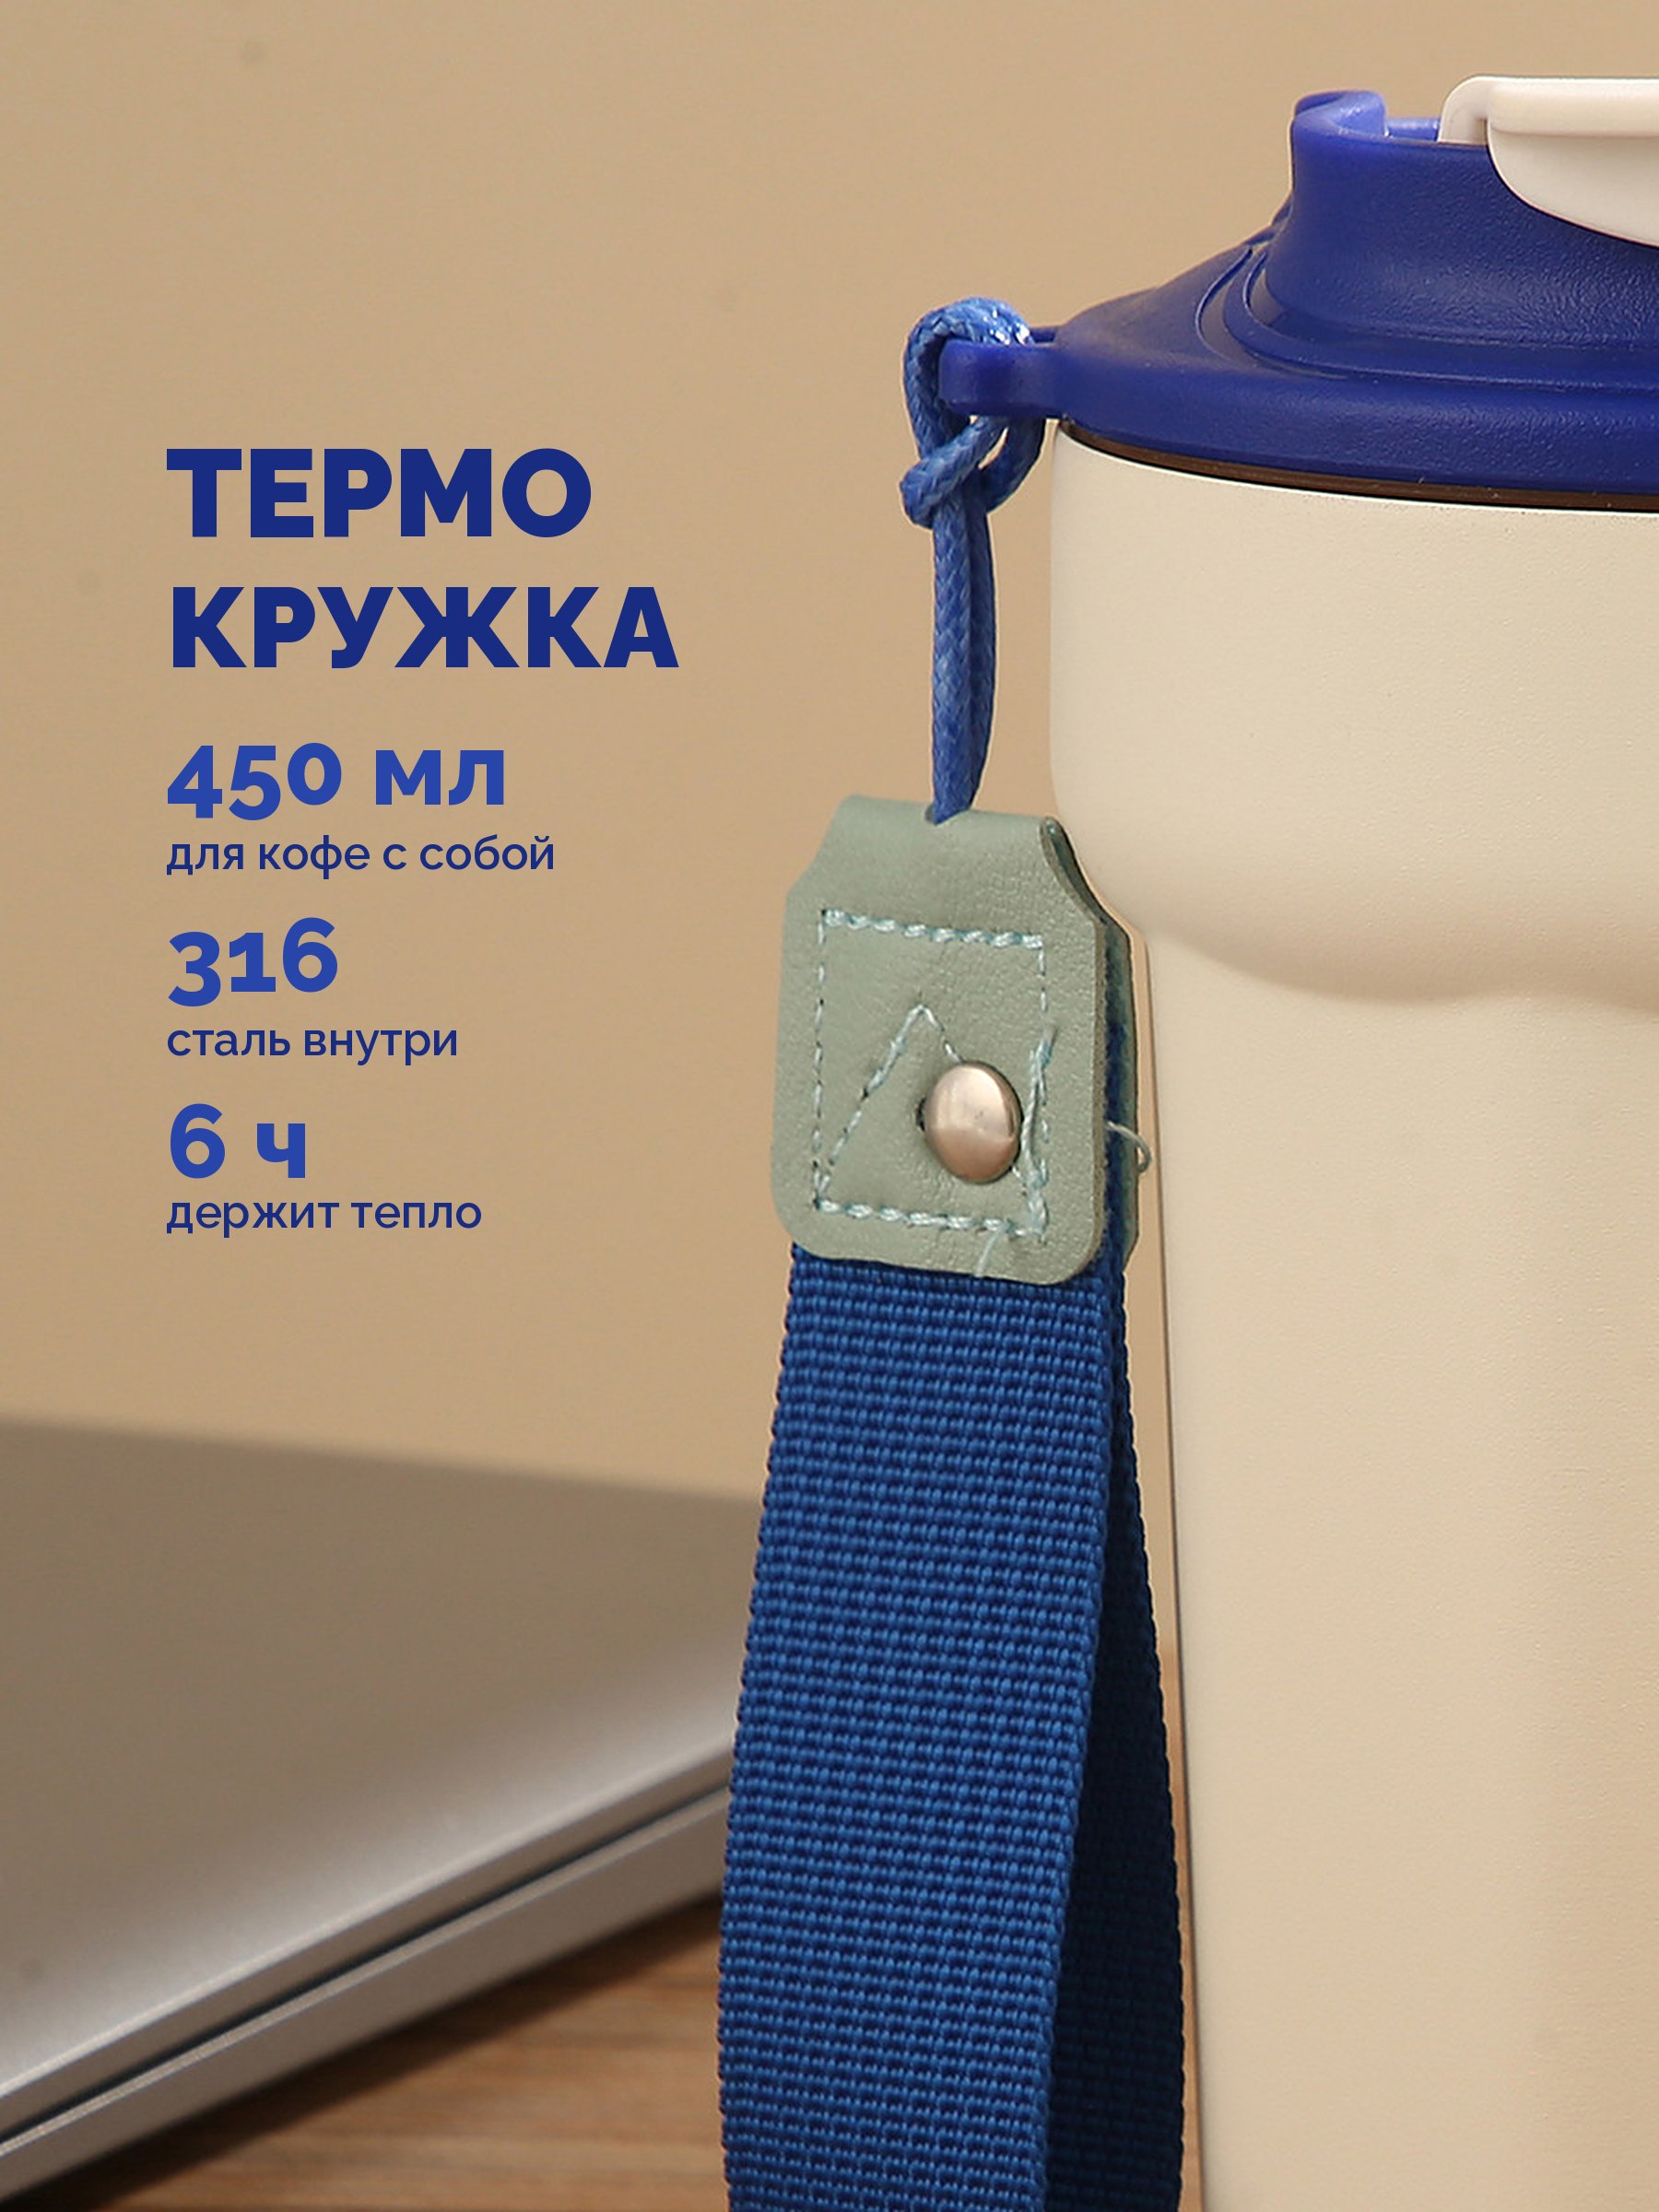 ТЕРМО
КРУЖКА
450 мл
для кофе с собой
316
сталь внутри
6 ч
держит тепло